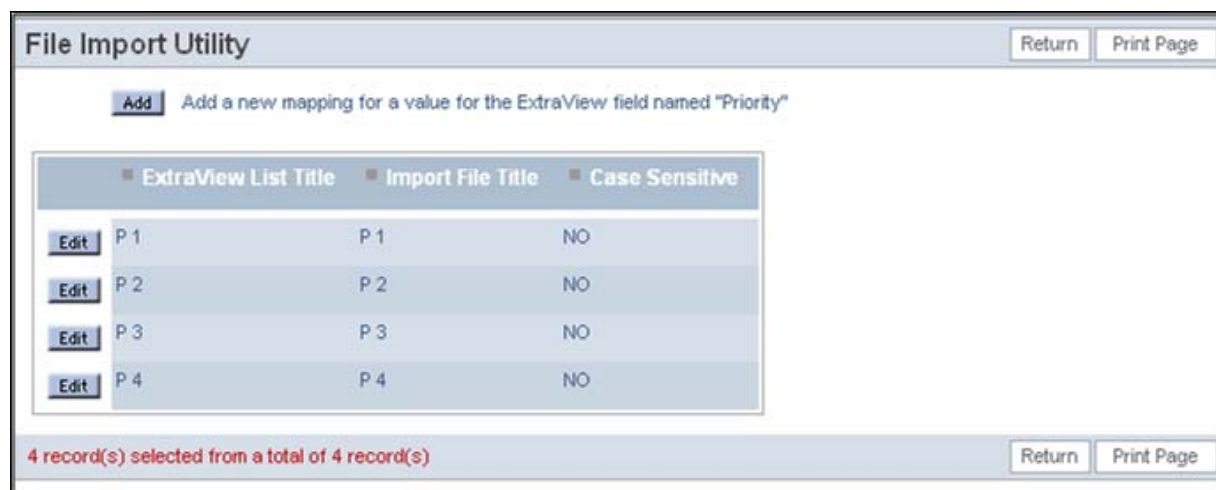 File Import Utility Return Print Page
Add Add a new mapping for a value for the ExtraView field named "Priority"
ExtraView List Title Import File Title Case Sensitive
Edit P 1 P 1 NO
Edit P 2 P 2 NO
Edit P 3 P 3 NO
Edit P 4 P 4 NO
4 record(s) selected from a total of 4 record(s) Return Print Page